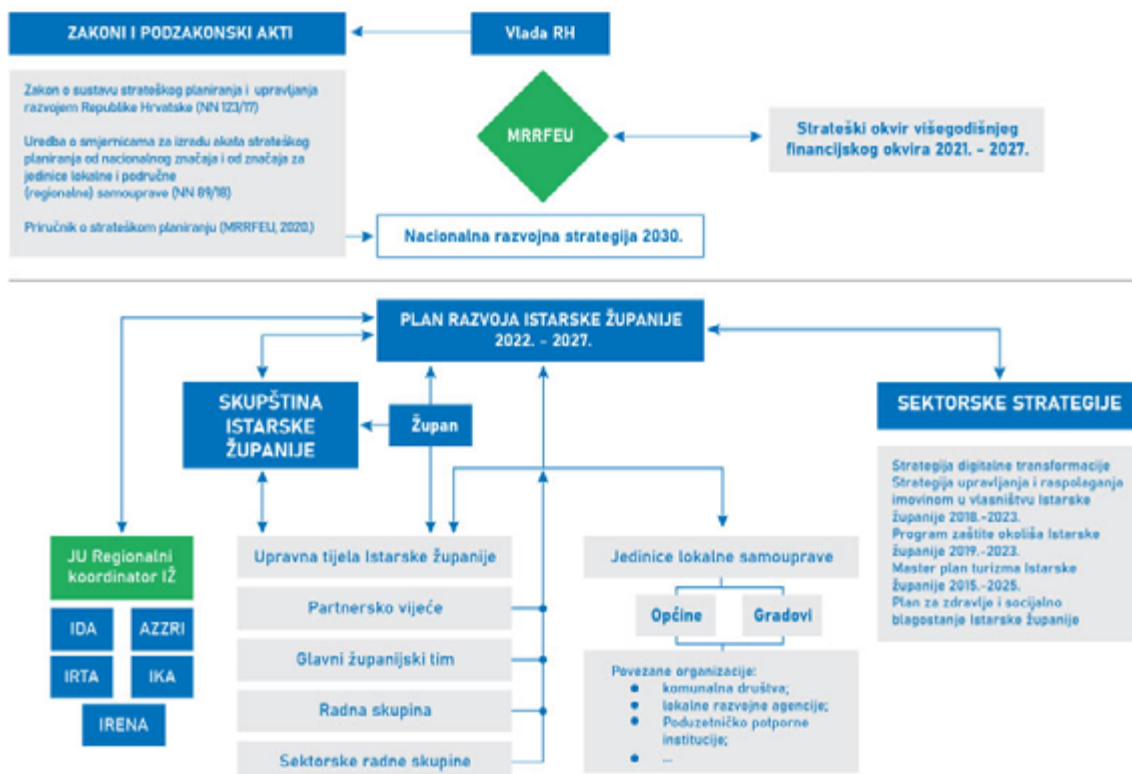 ZAKONI I PODZAKONSKI AKTI
Vlada RH
Zakon o sustavu strateškog planiranja i upravljanja
razvojem Republike Hrvatske (NN 123/17)
Uredba o smjernicama za izradu akata strateškog
planiranja od nacionalnog značaja i od značaja za
jedinice lokalne i područne
(regionalne) samouprave (NN 89/18)
Priručnik o strateškom planiranju (MRRFEU, 2020.)
MRRFEU
Strateški okvir višegodišnjeg
financijskog okvira 2021. - 2027.
Nacionalna razvojna strategija 2030.
PLAN RAZVOJA ISTARSKE ŽUPANIJE
2022. - 2027.
SKUPŠTINA
ISTARSKE
ŽUPANIJE
Župan
SEKTORSKE STRATEGIJE
Strategija digitalne transformacije
Strategija upravljanja i raspolaganja
imovinom u vlasništvu Istarske
županije 2018.-2023.
Program zaštite okoliša Istarske
županije 2019.-2023.
Master plan turizma Istarske
županije 2015.-2025.
Plan za zdravlje i socijalno
blagostanje Istarske županije
JU Regionalni
koordinator IŽ
IDA
AZZRI
IRTA
IKA
IRENA
Upravna tijela Istarske županije
Partnersko vijeće
Glavni županijski tim
Radna skupina
Sektorske radne skupine
Jedinice lokalne samouprave
Općine
Gradovi
Povezane organizacije:
● komunalna društva;
● lokalne razvojne agencije;
● Poduzetničko potporne
institucije;
● ...